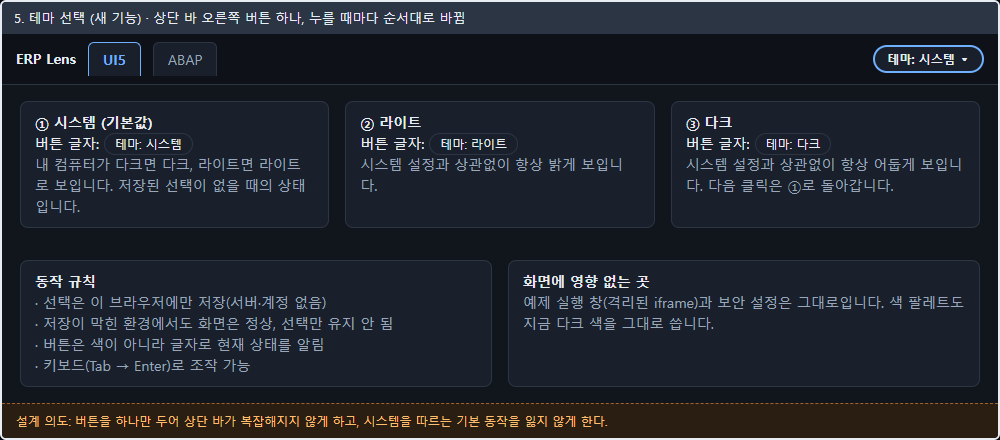 5. 테마 선택 (새 기능) · 상단 바 오른쪽 버튼 하나, 누를 때마다 순서대로 바뀜
ERP Lens UI5 ABAP 테마: 시스템
① 시스템 (기본값)
버튼 글자: 테마: 시스템
내 컴퓨터가 다크면 다크, 라이트면 라이트
로 보입니다. 저장된 선택이 없을 때의 상태
입니다.
② 라이트
버튼 글자: 테마: 라이트
시스템 설정과 상관없이 항상 밝게 보입니
다.
③ 다크
버튼 글자: 테마: 다크
시스템 설정과 상관없이 항상 어둡게 보입니
다. 다음 클릭은 ①로 돌아갑니다.
동작 규칙
· 선택은 이 브라우저에만 저장(서버·계정 없음)
· 저장이 막힌 환경에서도 화면은 정상, 선택만 유지 안 됨
· 버튼은 색이 아니라 글자로 현재 상태를 알림
· 키보드(Tab → Enter)로 조작 가능
화면에 영향 없는 곳
예제 실행 창(격리된 iframe)과 보안 설정은 그대로입니다. 색 팔레트도
지금 다크 색을 그대로 씁니다.
설계 의도: 버튼을 하나만 두어 상단 바가 복잡해지지 않게 하고, 시스템을 따르는 기본 동작을 잃지 않게 한다.